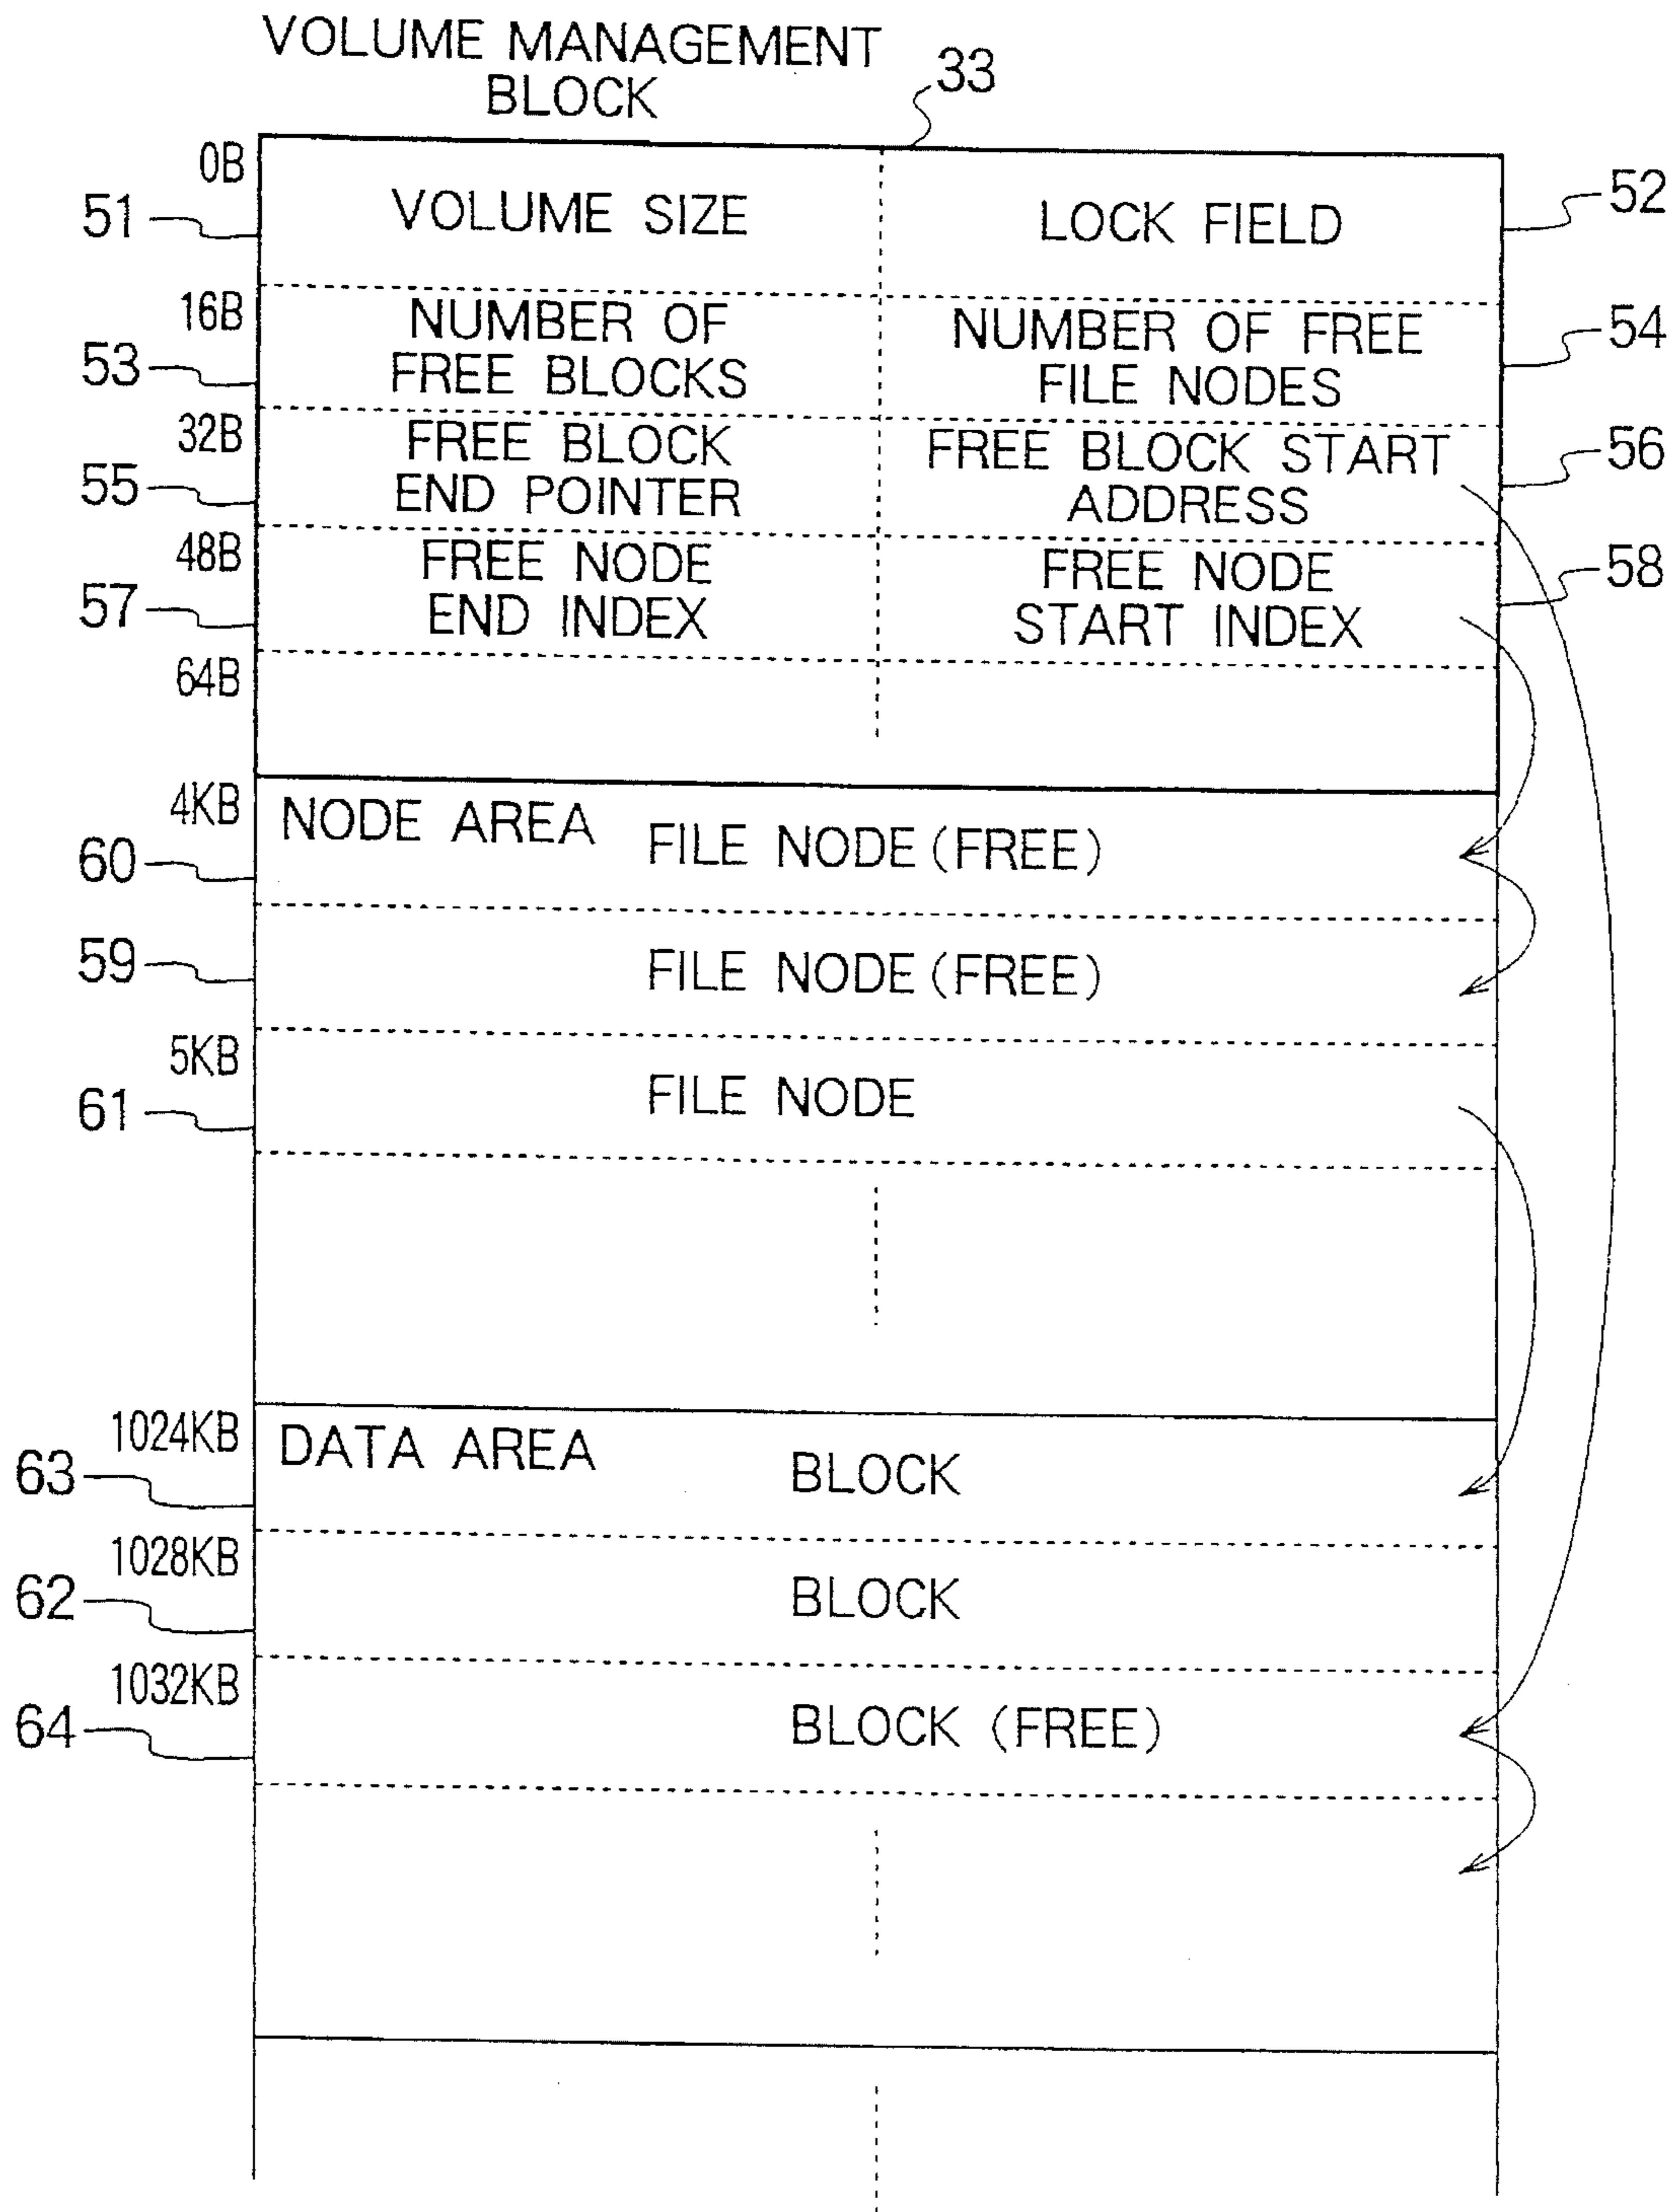 VOLUME MANAGEMENT
BLOCK
33
0B
51
VOLUME SIZE
LOCK FIELD
52
16B
53
NUMBER OF
FREE BLOCKS
NUMBER OF FREE
FILE NODES
54
32B
55
FREE BLOCK
END POINTER
FREE BLOCK START
ADDRESS
56
48B
57
FREE NODE
END INDEX
FREE NODE
START INDEX
58
64B
4KB
NODE AREA
60
FILE NODE (FREE)
59
FILE NODE (FREE)
5KB
61
FILE NODE
1024KB
DATA AREA
63
BLOCK
1028KB
62
BLOCK
1032KB
64
BLOCK (FREE)